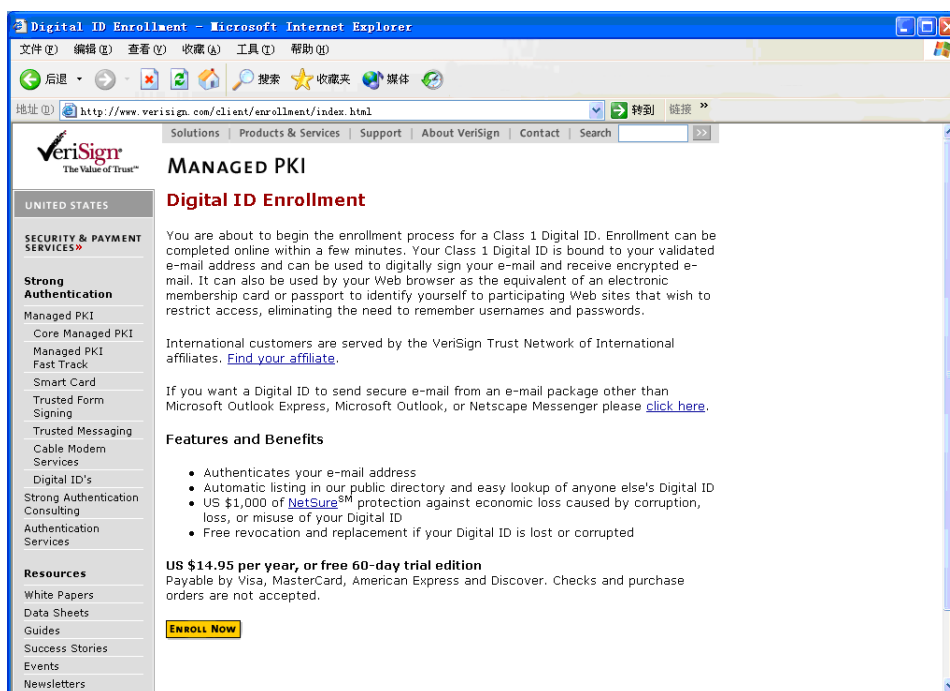 Digital ID Enrollment - Microsoft Internet Explorer
文件(F) 编辑(E) 查看(V) 收藏(A) 工具(T) 帮助(H)
后退 搜索 收藏夹 媒体
地址(D) http://www.verisign.com/client/enrollment/index.html 转到 链接 »
VeriSign
The Value of Trust℠
Solutions | Products & Services | Support | About VeriSign | Contact | Search >>
MANAGED PKI
UNITED STATES
SECURITY & PAYMENT
SERVICES»
Strong
Authentication
Managed PKI
Core Managed PKI
Managed PKI
Fast Track
Smart Card
Trusted Form
Signing
Trusted Messaging
Cable Modem
Services
Digital ID's
Strong Authentication
Consulting
Authentication
Services
Resources
White Papers
Data Sheets
Guides
Success Stories
Events
Newsletters
Digital ID Enrollment
You are about to begin the enrollment process for a Class 1 Digital ID. Enrollment can be
completed online within a few minutes. Your Class 1 Digital ID is bound to your validated
e-mail address and can be used to digitally sign your e-mail and receive encrypted e-
mail. It can also be used by your Web browser as the equivalent of an electronic
membership card or passport to identify yourself to participating Web sites that wish to
restrict access, eliminating the need to remember usernames and passwords.
International customers are served by the VeriSign Trust Network of International
affiliates. Find your affiliate.
If you want a Digital ID to send secure e-mail from an e-mail package other than
Microsoft Outlook Express, Microsoft Outlook, or Netscape Messenger please click here.
Features and Benefits
• Authenticates your e-mail address
• Automatic listing in our public directory and easy lookup of anyone else's Digital ID
• US $1,000 of NetSure℠ protection against economic loss caused by corruption,
loss, or misuse of your Digital ID
• Free revocation and replacement if your Digital ID is lost or corrupted
US $14.95 per year, or free 60-day trial edition
Payable by Visa, MasterCard, American Express and Discover. Checks and purchase
orders are not accepted.
ENROLL NOW